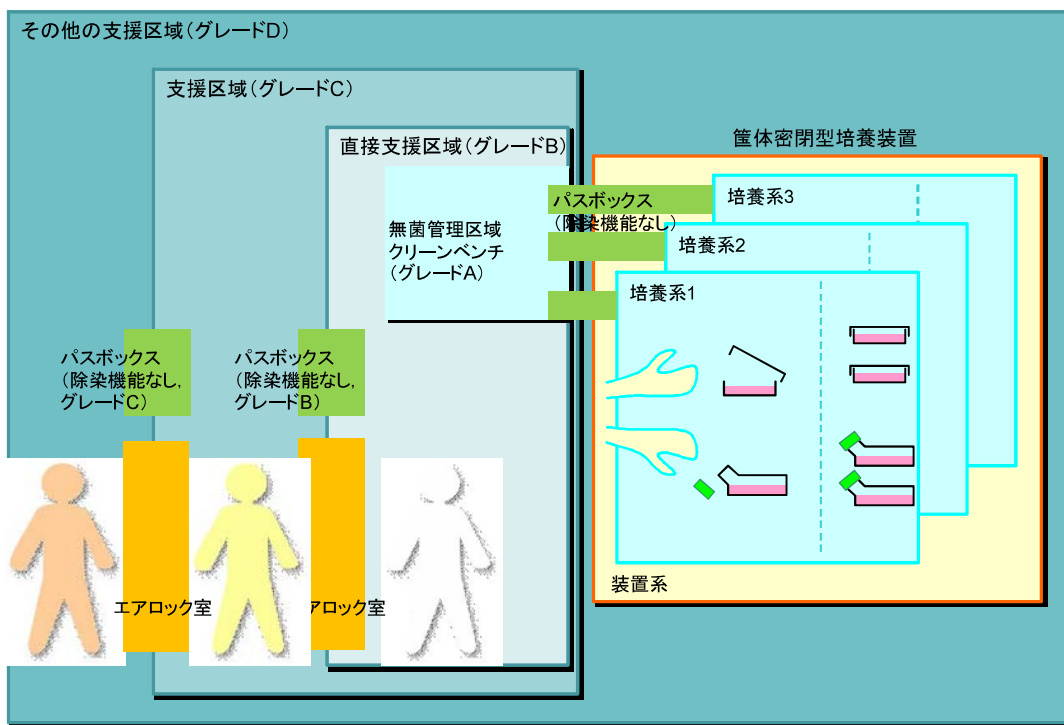 その他の支援区域（グレードD）
支援区域（グレードC）
直接支援区域（グレードB）
筐体密閉型培養装置
無菌管理区域
クリーンベンチ
（グレードA）
パスボックス
（除染機能なし）
培養系3
培養系2
培養系1
パスボックス
（除染機能なし，
グレードC）
パスボックス
（除染機能なし，
グレードB）
エアロック室
アロック室
装置系